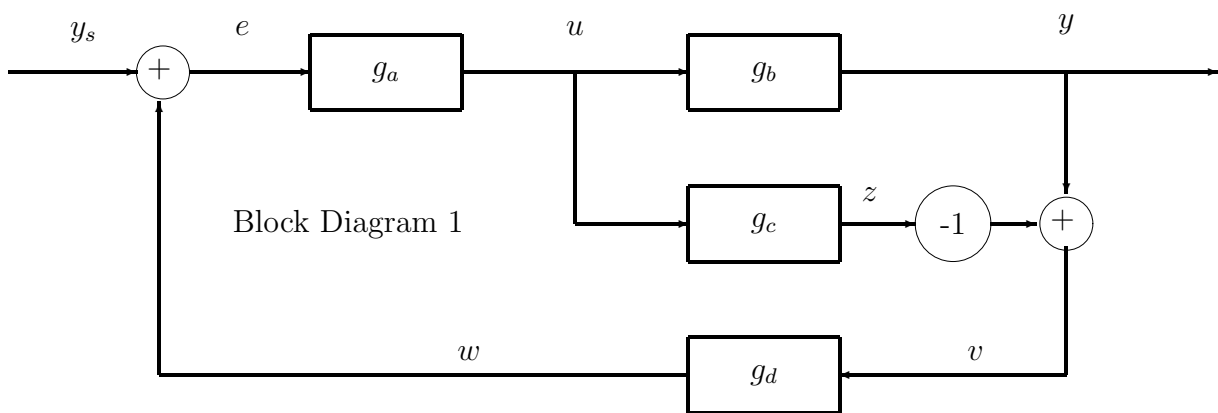 y_s e u y
+ g_a g_b
z
Block Diagram 1 g_c -1 +
w v
g_d